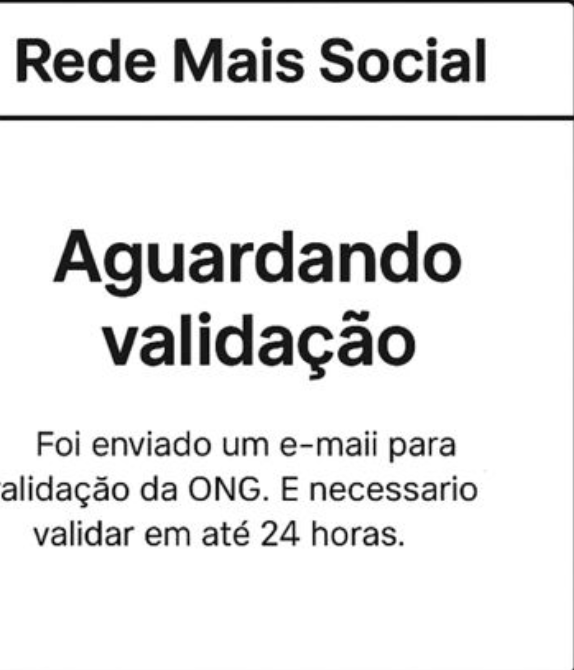 Rede Mais Social
Aguardando
validação
Foi enviado um e-maii para
alidação da ONG. E necessario
validar em até 24 horas.